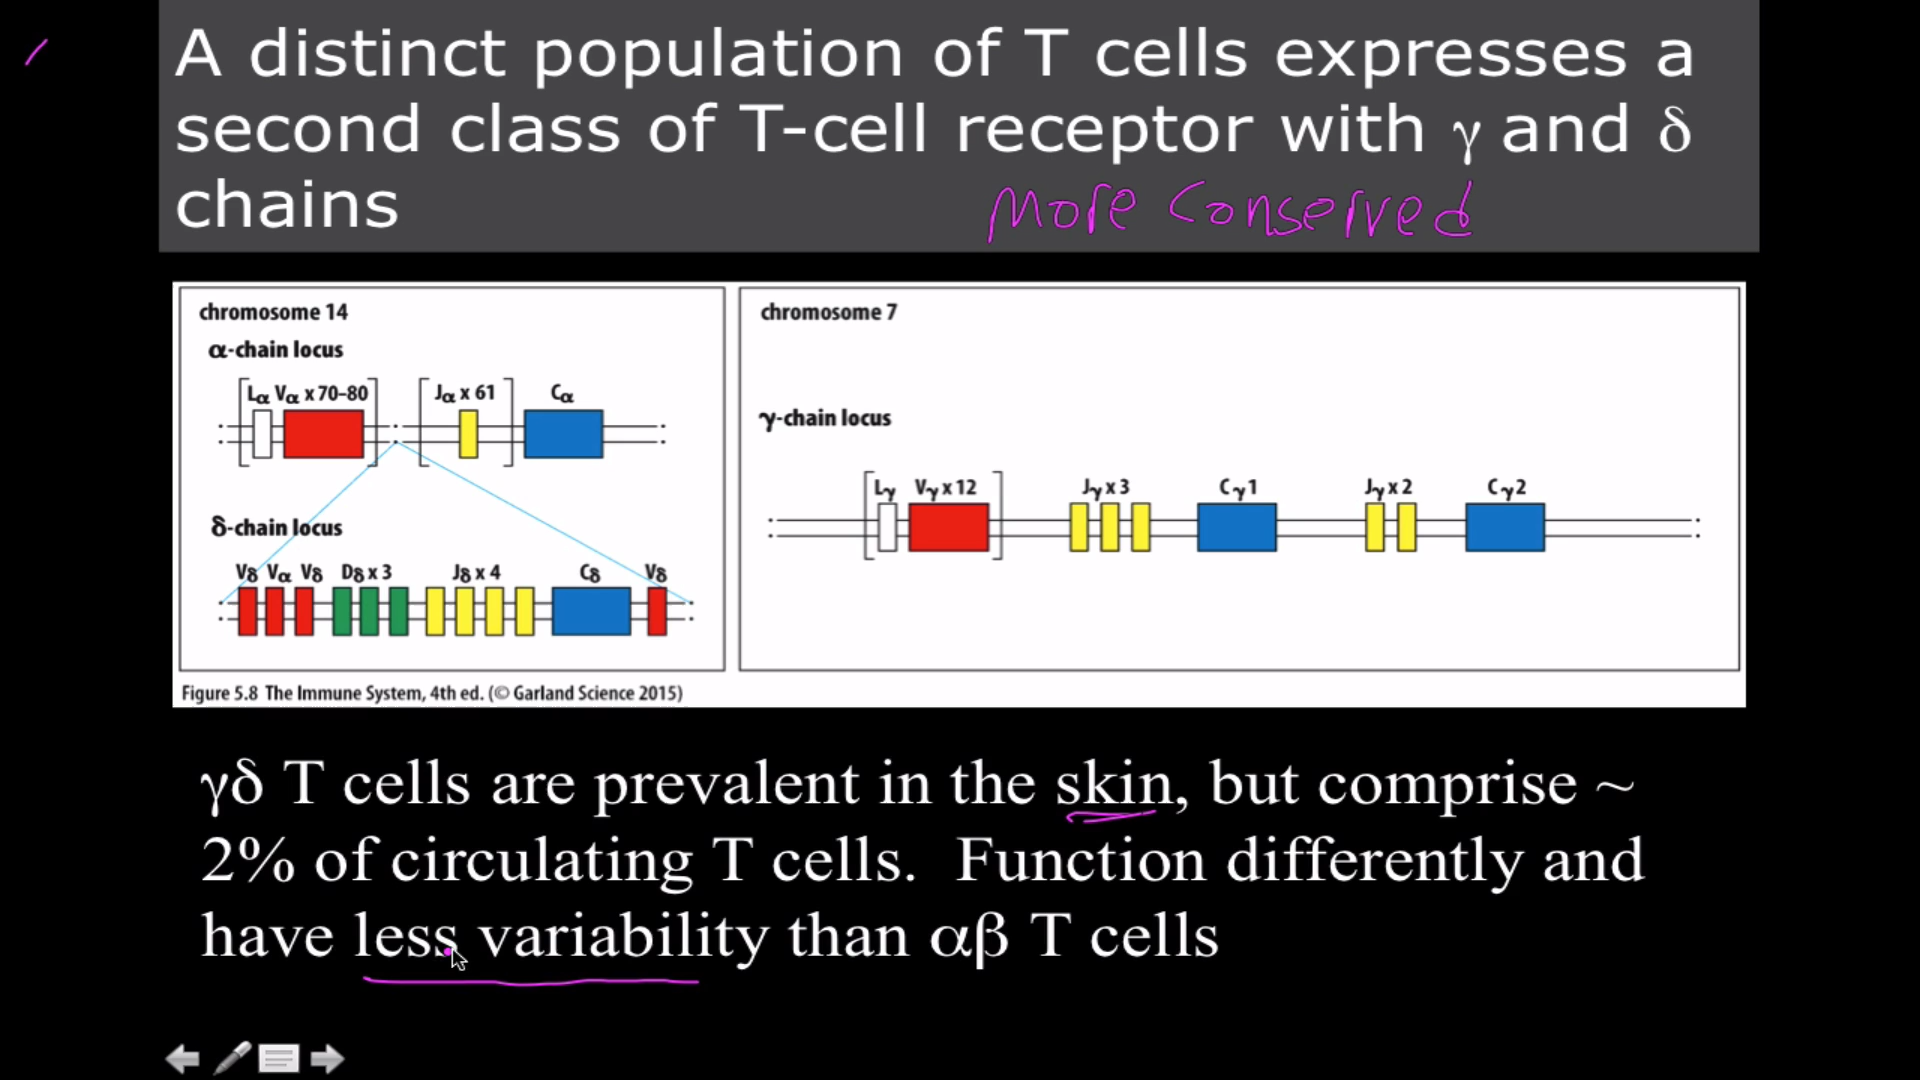 A distinct population of T cells expresses a
second class of T-cell receptor with γ and δ
chains
More Conserved
chromosome 14
α-chain locus
Lα Vα x 70–80
Jα x 61
Cα
δ-chain locus
Vδ Vα Vδ Dδ x 3 Jδ x 4 Cδ Vδ
chromosome 7
γ-chain locus
Lγ Vγ x 12 Jγ x 3 Cγ1 Jγ x 2 Cγ2
Figure 5.8 The Immune System, 4th ed. (© Garland Science 2015)
γδ T cells are prevalent in the skin, but comprise ~
2% of circulating T cells. Function differently and
have less variability than αβ T cells